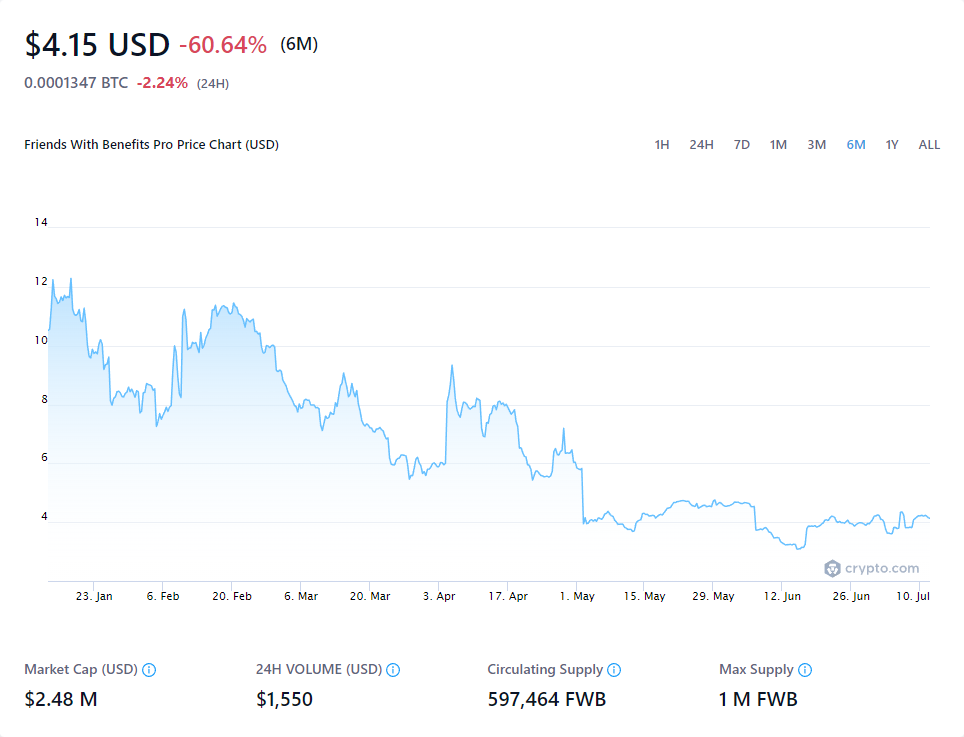 $4.15 USD -60.64% (6M)
0.0001347 BTC -2.24% (24H)
Friends With Benefits Pro Price Chart (USD) 1H 24H 7D 1M 3M 6M 1Y ALL
14
12
10
8
6
4
crypto.com
23. Jan 6. Feb 20. Feb 6. Mar 20. Mar 3. Apr 17. Apr 1. May 15. May 29. May 12. Jun 26. Jun 10. Jul
Market Cap (USD) 24H VOLUME (USD) Circulating Supply Max Supply
$2.48 M $1,550 597,464 FWB 1 M FWB